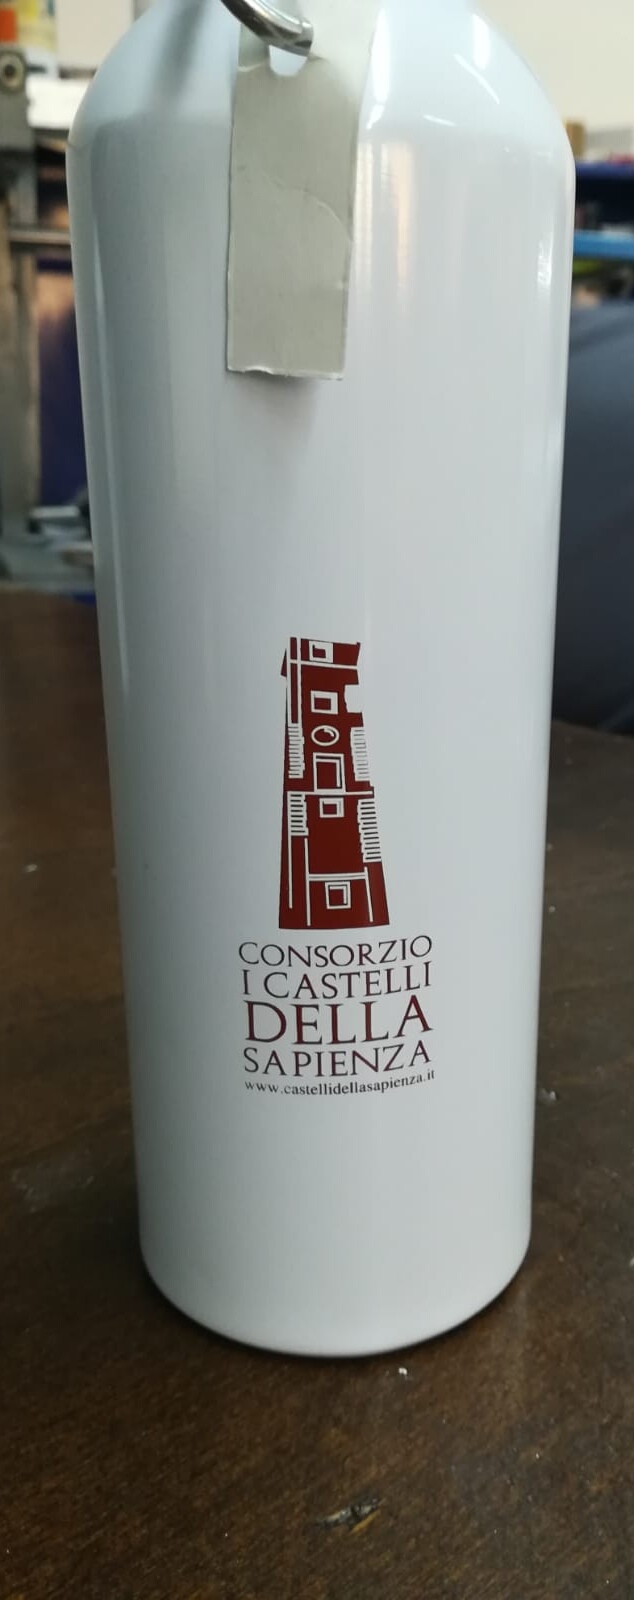 CONSORZIO
I CASTELLI
DELLA
SAPIENZA
www.castellidellasapienza.it